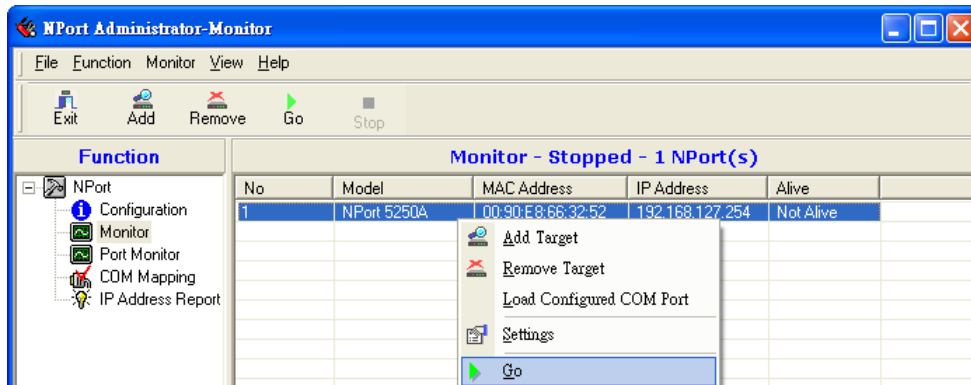 NPort Administrator-Monitor
File Function Monitor View Help
Exit Add Remove Go Stop
Function
Monitor - Stopped - 1 NPort(s)
NPort
Configuration
Monitor
Port Monitor
COM Mapping
IP Address Report
No Model MAC Address IP Address Alive
1 NPort 5250A 00:90:E8:66:32:52 192.168.127.254 Not Alive
Add Target
Remove Target
Load Configured COM Port
Settings
Go